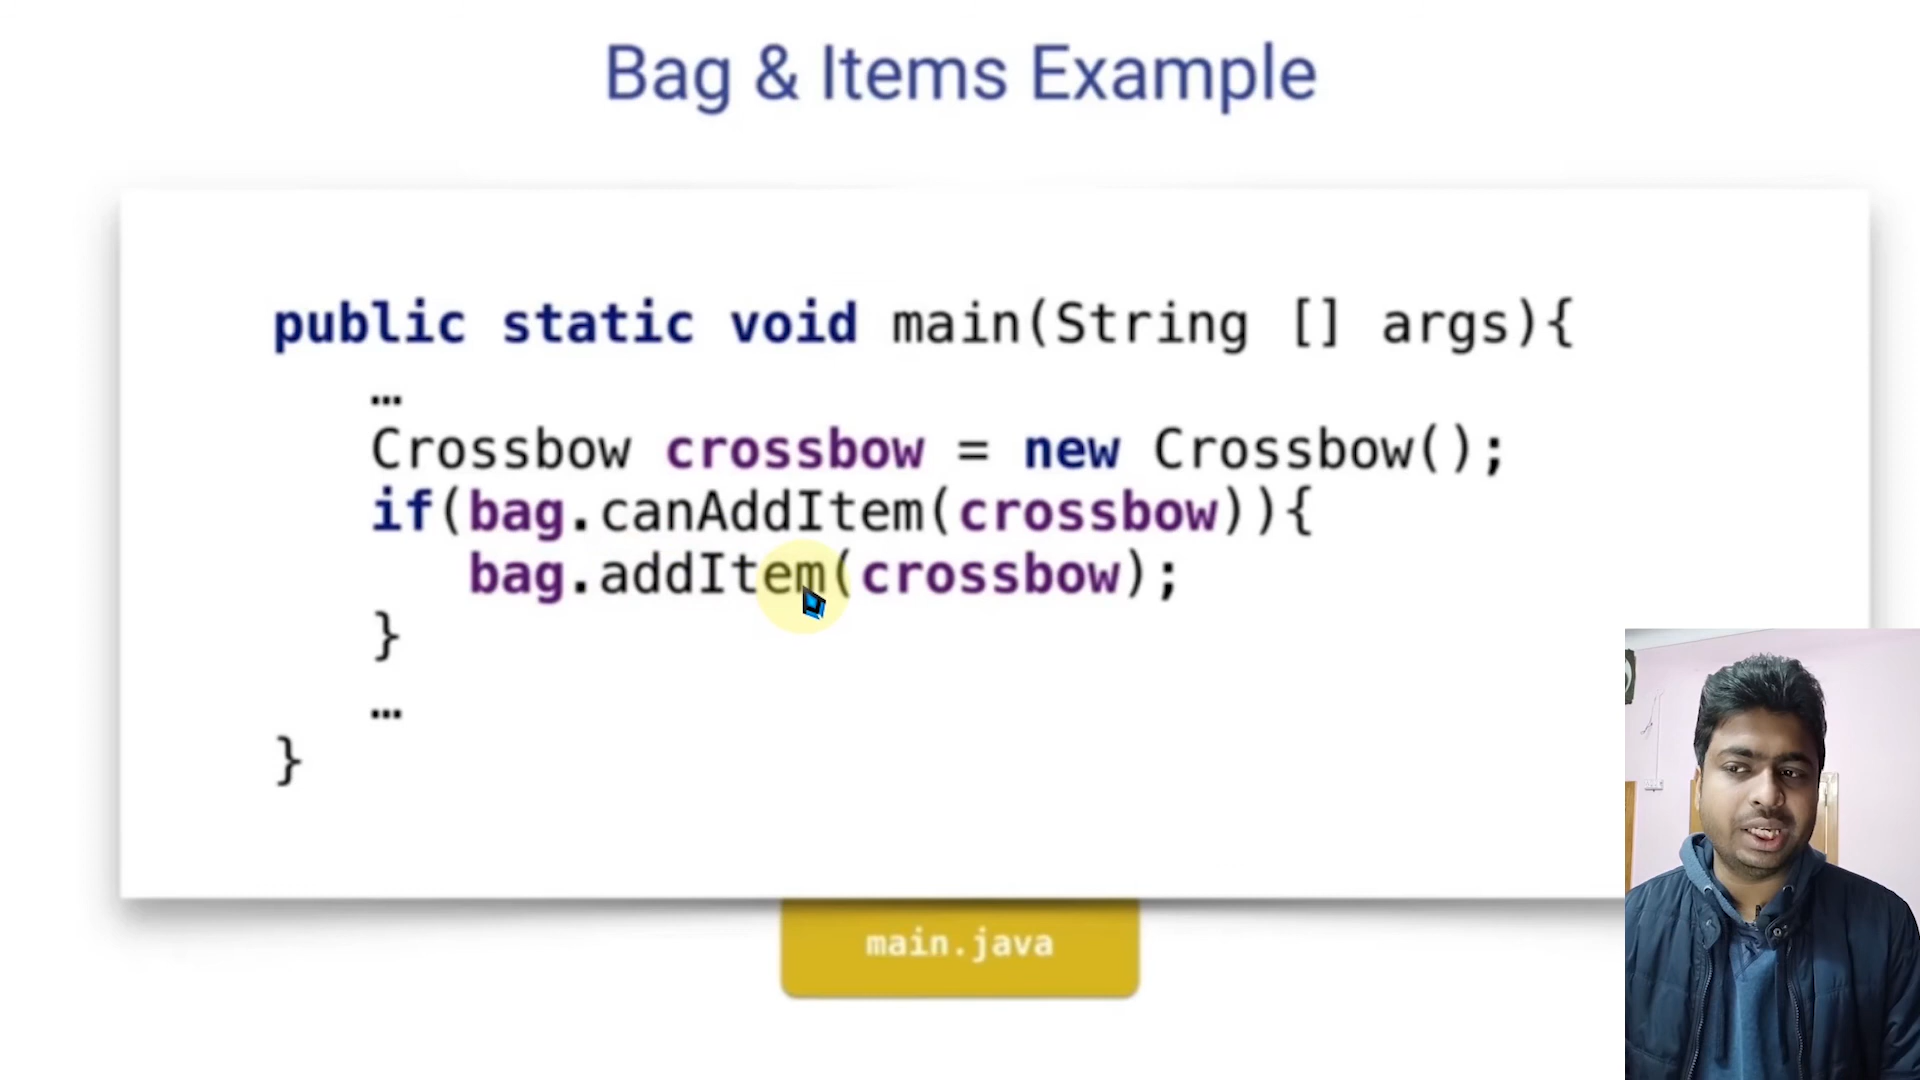 Bag & Items Example
public static void main(String [] args){
…
Crossbow crossbow = new Crossbow();
if(bag.canAddItem(crossbow)){
bag.addItem(crossbow);
}
…
}
main.java